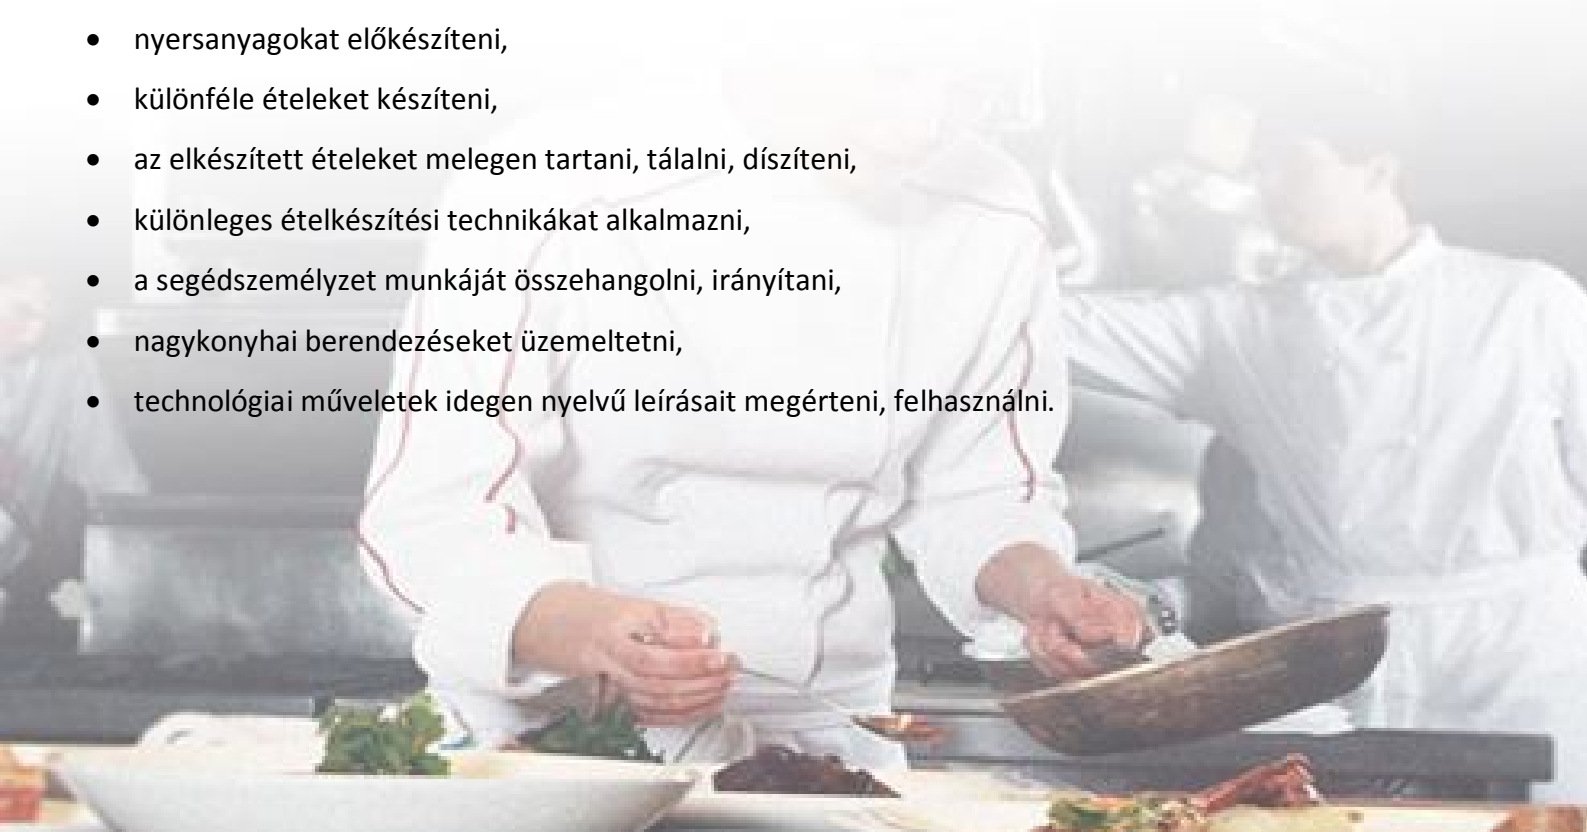 • nyersanyagokat előkészíteni,
• különféle ételeket készíteni,
• az elkészített ételeket melegen tartani, tálalni, díszíteni,
• különleges ételkészítési technikákat alkalmazni,
• a segédszemélyzet munkáját összehangolni, irányítani,
• nagykonyhai berendezéseket üzemeltetni,
• technológiai műveletek idegen nyelvű leírásait megérteni, felhasználni.